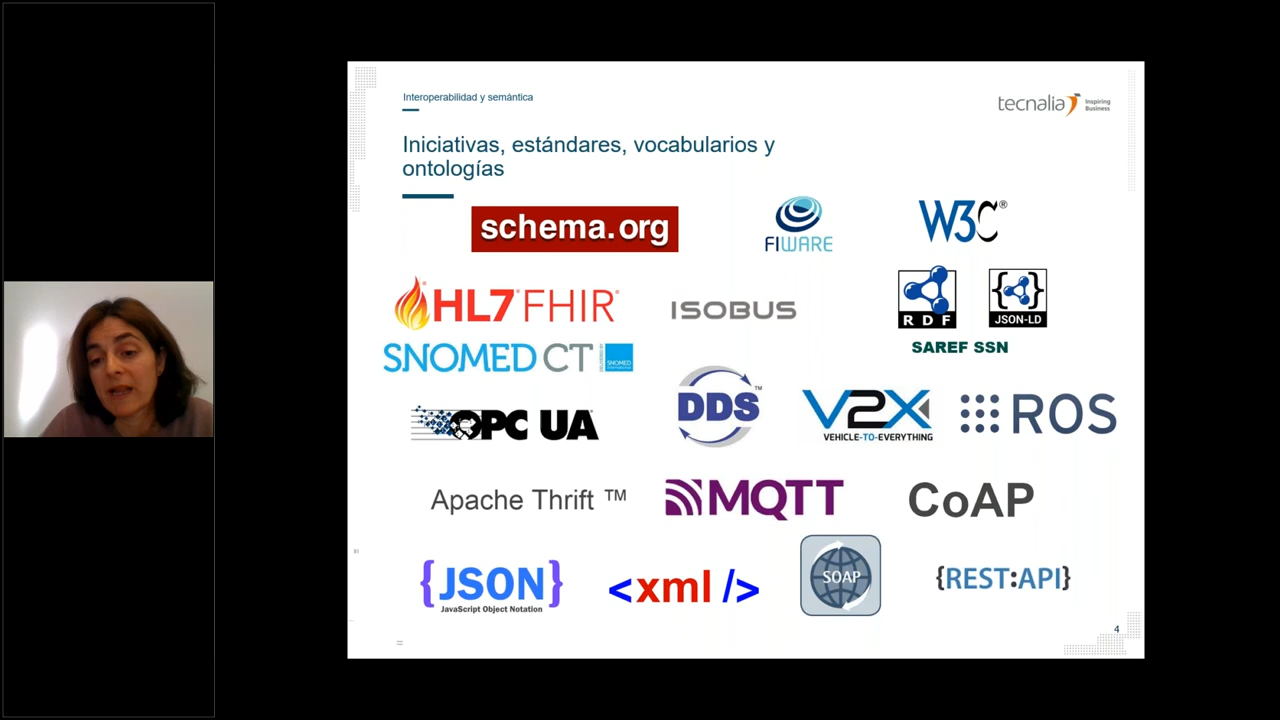 Interoperabilidad y semántica
tecnalia Inspiring Business
Iniciativas, estándares, vocabularios y
ontologías
schema.org
FIWARE
W3C®
HL7® FHIR®
ISOBUS
RDF
JSON-LD
SNOMED CT
SAREF SSN
OPC UA
DDS™
V2X
VEHICLE-TO-EVERYTHING
ROS
Apache Thrift ™
MQTT
CoAP
{JSON}
JavaScript Object Notation
<xml />
SOAP
{REST:API}
4